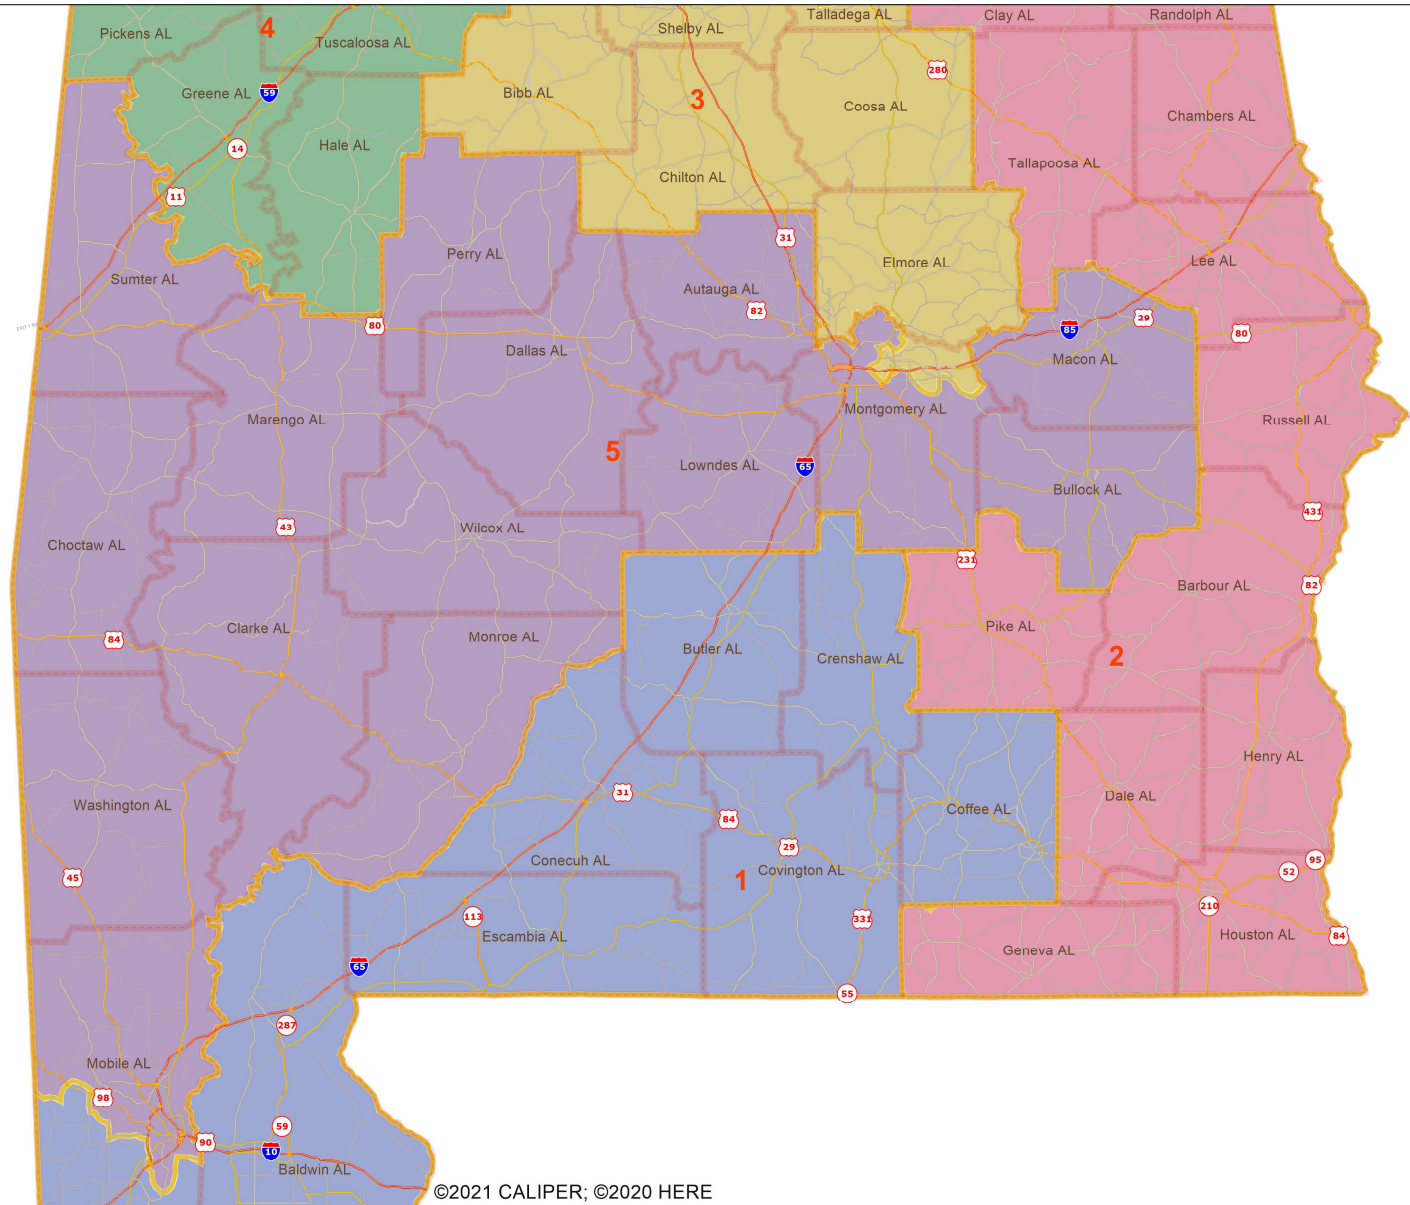 Pickens AL
4
Tuscaloosa AL
Shelby AL
Talladega AL
Clay AL
Randolph AL
Greene AL
59
Bibb AL
3
280
Coosa AL
Chambers AL
14
Hale AL
Tallapoosa AL
11
Chilton AL
Sumter AL
Perry AL
31
Elmore AL
Lee AL
Autauga AL
82
80
Dallas AL
85
29
80
Macon AL
Marengo AL
Montgomery AL
Russell AL
5
Lowndes AL
65
Bullock AL
43
Wilcox AL
431
Choctaw AL
231
Barbour AL
82
84
Clarke AL
Monroe AL
Butler AL
Crenshaw AL
Pike AL
2
Washington AL
31
84
Henry AL
Dale AL
Coffee AL
29
45
Conecuh AL
1
Covington AL
95
52
113
331
210
Escambia AL
Geneva AL
Houston AL
84
65
55
287
Mobile AL
98
59
90
10
Baldwin AL
©2021 CALIPER; ©2020 HERE